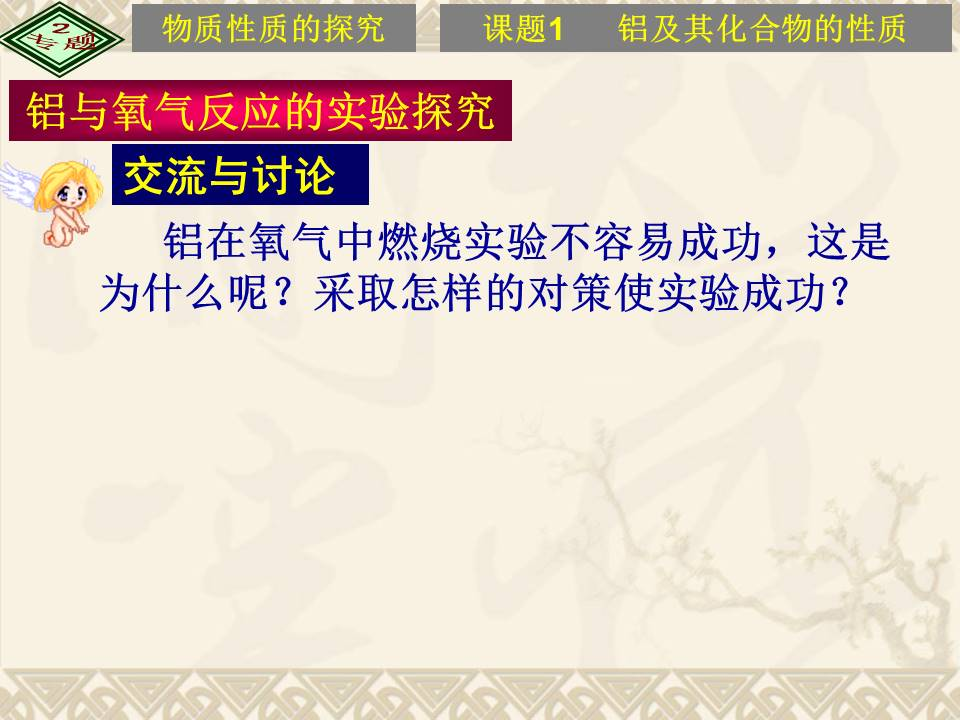 2
专题
物质性质的探究
课题1 铝及其化合物的性质
铝与氧气反应的实验探究
交流与讨论
铝在氧气中燃烧实验不容易成功，这是
为什么呢？采取怎样的对策使实验成功？